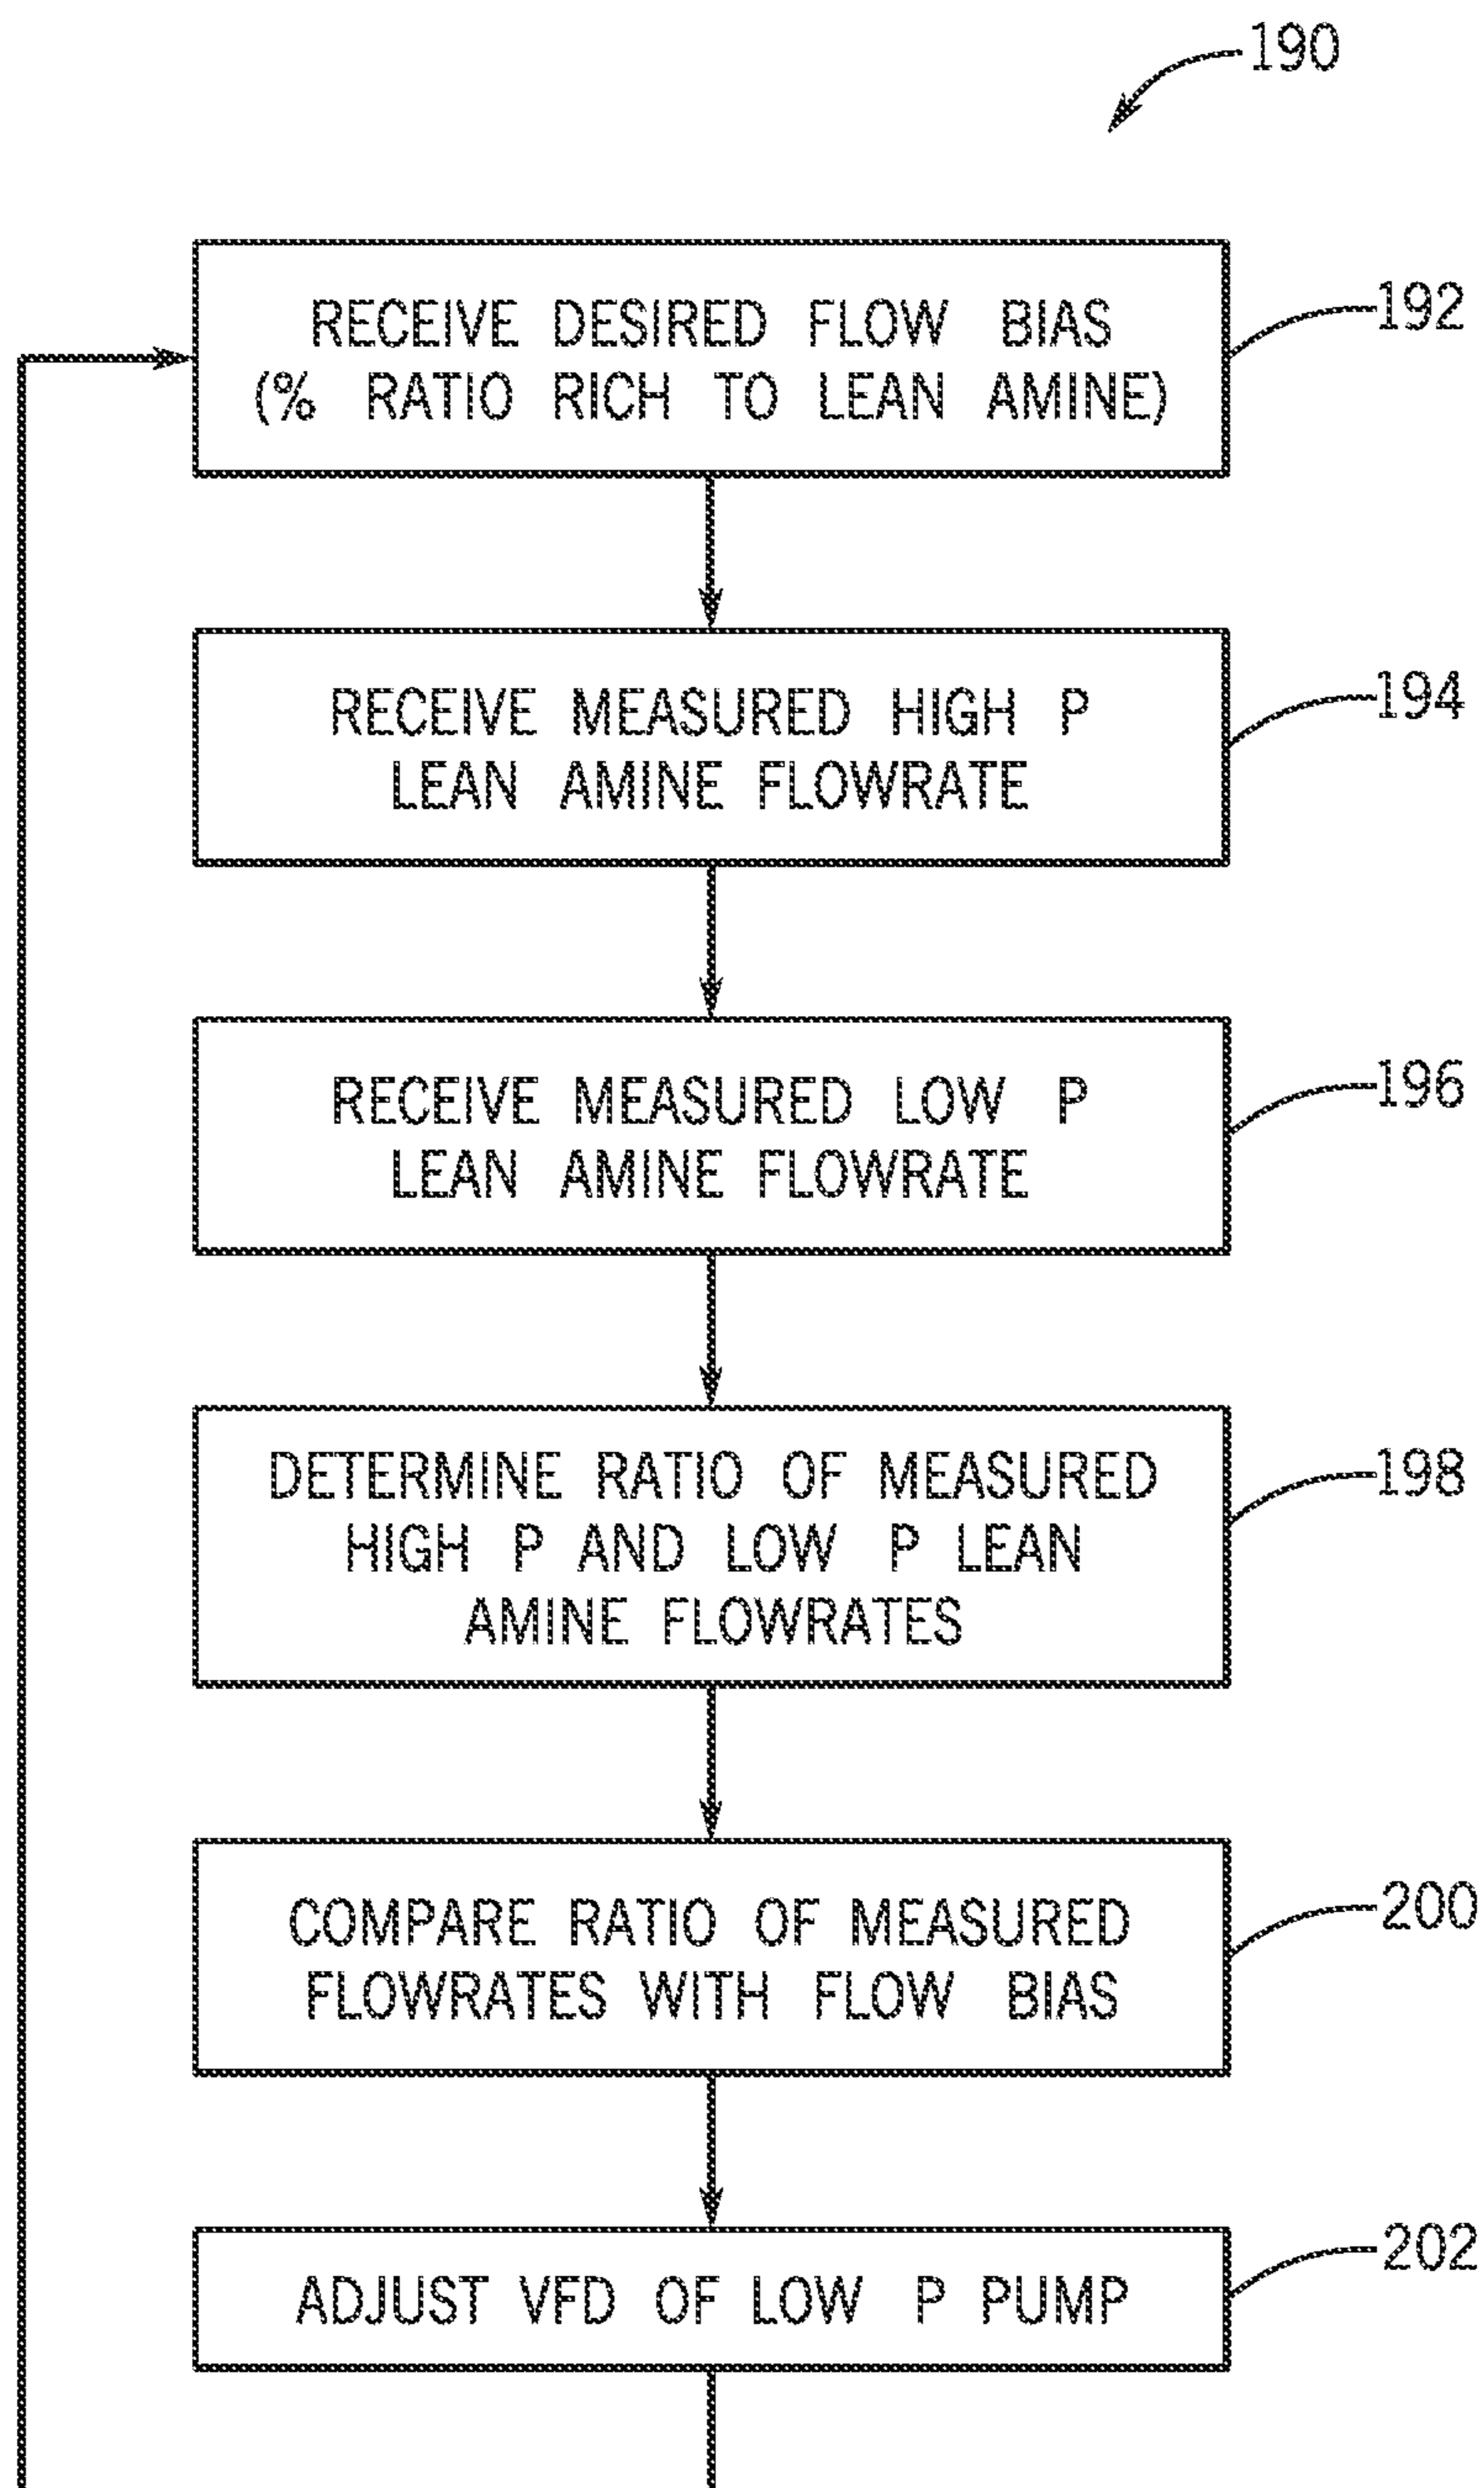 190
RECEIVE DESIRED FLOW BIAS
(% RATIO RICH TO LEAN AMINE)
192
RECEIVE MEASURED HIGH P
LEAN AMINE FLOWRATE
194
RECEIVE MEASURED LOW P
LEAN AMINE FLOWRATE
196
DETERMINE RATIO OF MEASURED
HIGH P AND LOW P LEAN
AMINE FLOWRATES
198
COMPARE RATIO OF MEASURED
FLOWRATES WITH FLOW BIAS
200
ADJUST VFD OF LOW P PUMP
202